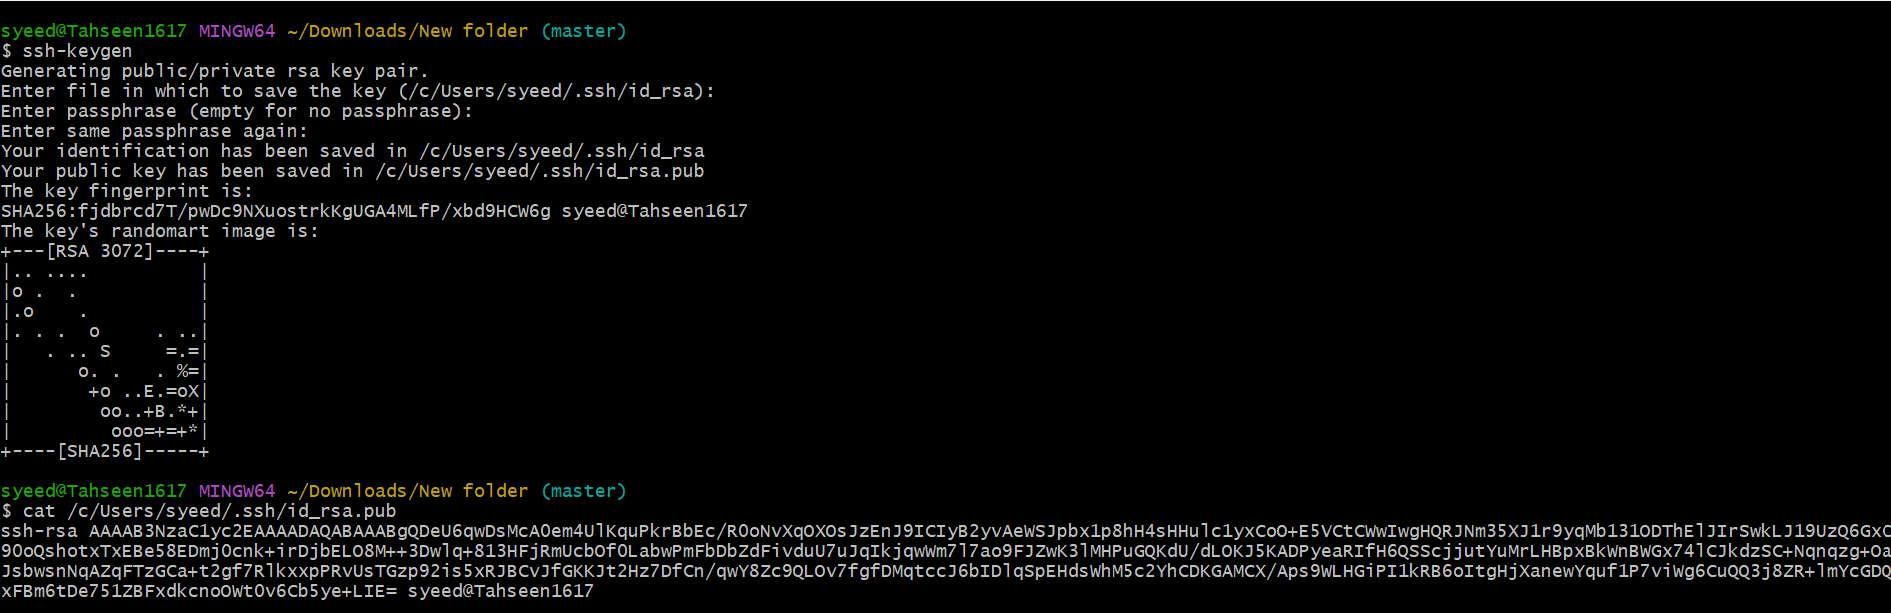 syeed@Tahseen1617 MINGW64 ~/Downloads/New folder (master)
$ ssh-keygen
Generating public/private rsa key pair.
Enter file in which to save the key (/c/Users/syeed/.ssh/id_rsa):
Enter passphrase (empty for no passphrase):
Enter same passphrase again:
Your identification has been saved in /c/Users/syeed/.ssh/id_rsa
Your public key has been saved in /c/Users/syeed/.ssh/id_rsa.pub
The key fingerprint is:
SHA256:fjdbrcd7T/pwDc9NXuostrkKgUGA4MLfP/xbd9HCW6g syeed@Tahseen1617
The key's randomart image is:
+---[RSA 3072]----+
|.. ....          |
|o .  .           |
|.o    .          |
|. . .  o     . ..|
|   . .. S     =.=|
|      o. .   . %=|
|       +o ..E.=oX|
|        oo..+B.*+|
|         ooo=+=+*|
+----[SHA256]-----+
syeed@Tahseen1617 MINGW64 ~/Downloads/New folder (master)
$ cat /c/Users/syeed/.ssh/id_rsa.pub
ssh-rsa AAAAB3NzaC1yc2EAAAADAQABAAABgQDeU6qwDsMcAOem4UlKquPkrBbEc/R0oNvXqOXOsJzEnJ9ICIyB2yvAeWSJpbx1p8hH4sHHulc1yxCoO+E5VCtCWwIwgHQRJNm35XJ1r9yqMb131ODThElJIrSwkLJ19UzQ6GxC
90oQshotxTxEBe58EDmjOcnk+irDjbELO8M++3Dwlq+813HFjRmUcbOfOLabwPmFbDbZdFivduU7uJqIkjqwWm7l7ao9FJZwK3lMHPuGQKdU/dLOKJ5KADPyeaRIfH6QSScjjutYuMrLHBpxBkWnBWGx74lCJkdzSC+Nqnqzg+Oa
JsbwsnNqAZqFTzGCa+t2gf7RlkxxpPRvUsTGzp92is5xRJBCvJfGKKJt2Hz7DfCn/qwY8Zc9QLOv7fgfDMqtccJ6bIDlqSpEHdsWhM5c2YhCDKGAMCX/Aps9WLHGiPI1kRB6oItgHjXanewYquf1P7viWg6CuQQ3j8ZR+lmYcGDQ
xFBm6tDe751ZBFxdkcnoOWt0v6Cb5ye+LIE= syeed@Tahseen1617